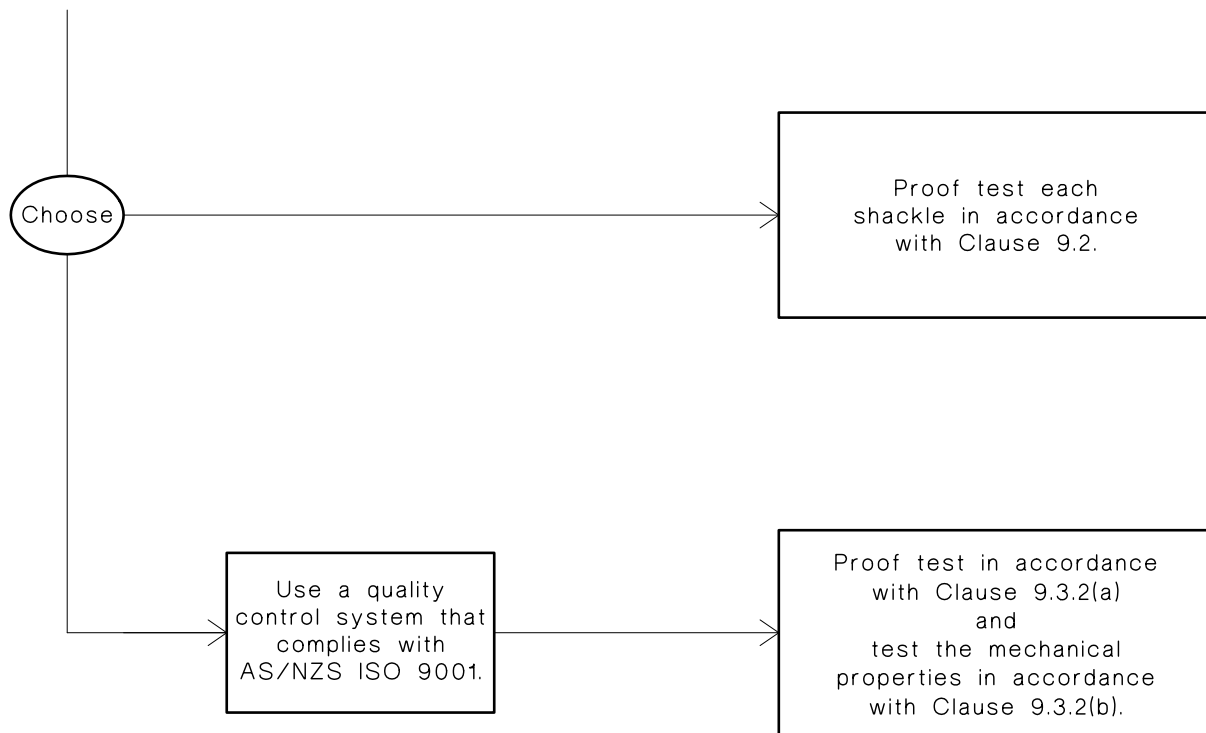 Choose
Proof test each
shackle in accordance
with Clause 9.2.
Use a quality
control system that
complies with
AS/NZS ISO 9001.
Proof test in accordance
with Clause 9.3.2(a)
and
test the mechanical
properties in accordance
with Clause 9.3.2(b).